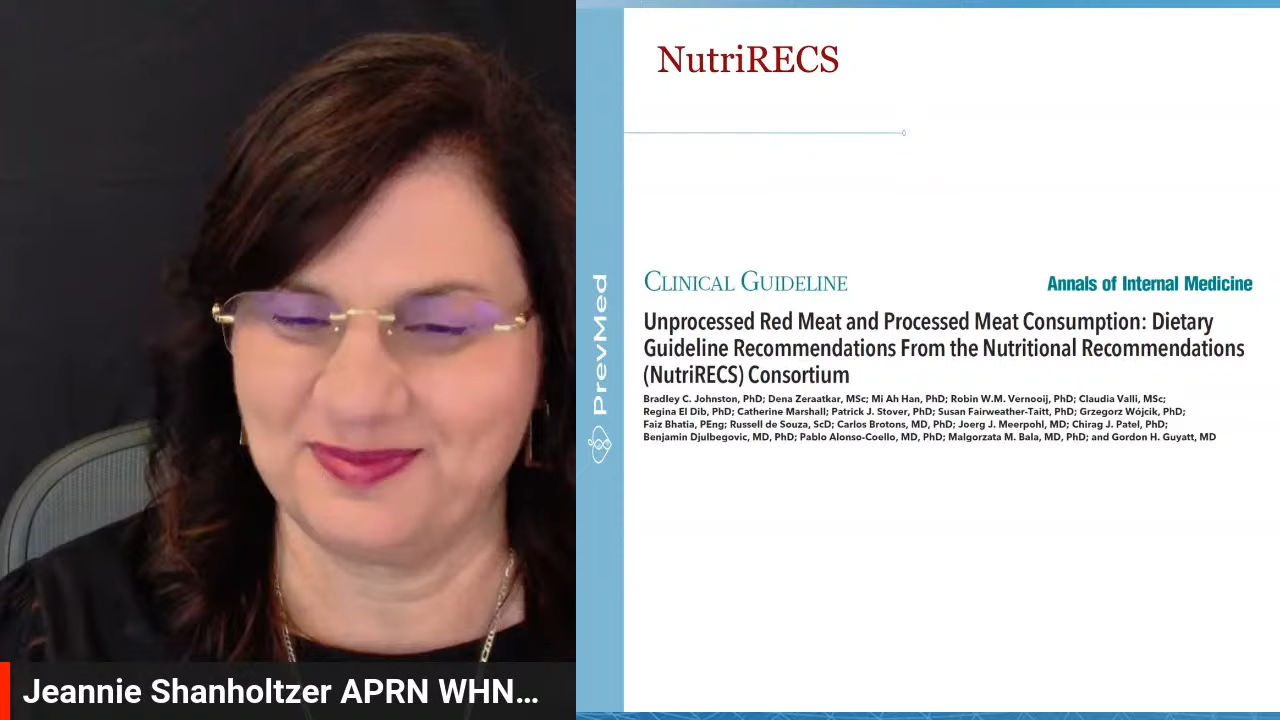 NutriRECS
CLINICAL GUIDELINE
Annals of Internal Medicine
Unprocessed Red Meat and Processed Meat Consumption: Dietary
Guideline Recommendations From the Nutritional Recommendations
(NutriRECS) Consortium
Bradley C. Johnston, PhD; Dena Zeraatkar, MSc; Mi Ah Han, PhD; Robin W.M. Vernooij, PhD; Claudia Valli, MSc;
Regina El Dib, PhD; Catherine Marshall; Patrick J. Stover, PhD; Susan Fairweather-Taitt, PhD; Grzegorz Wójcik, PhD;
Faiz Bhatia, PEng; Russell de Souza, ScD; Carlos Brotons, MD, PhD; Joerg J. Meerpohl, MD; Chirag J. Patel, PhD;
Benjamin Djulbegovic, MD, PhD; Pablo Alonso-Coello, MD, PhD; Malgorzata M. Bala, MD, PhD; and Gordon H. Guyatt, MD
PrevMed
Jeannie Shanholtzer APRN WHN...